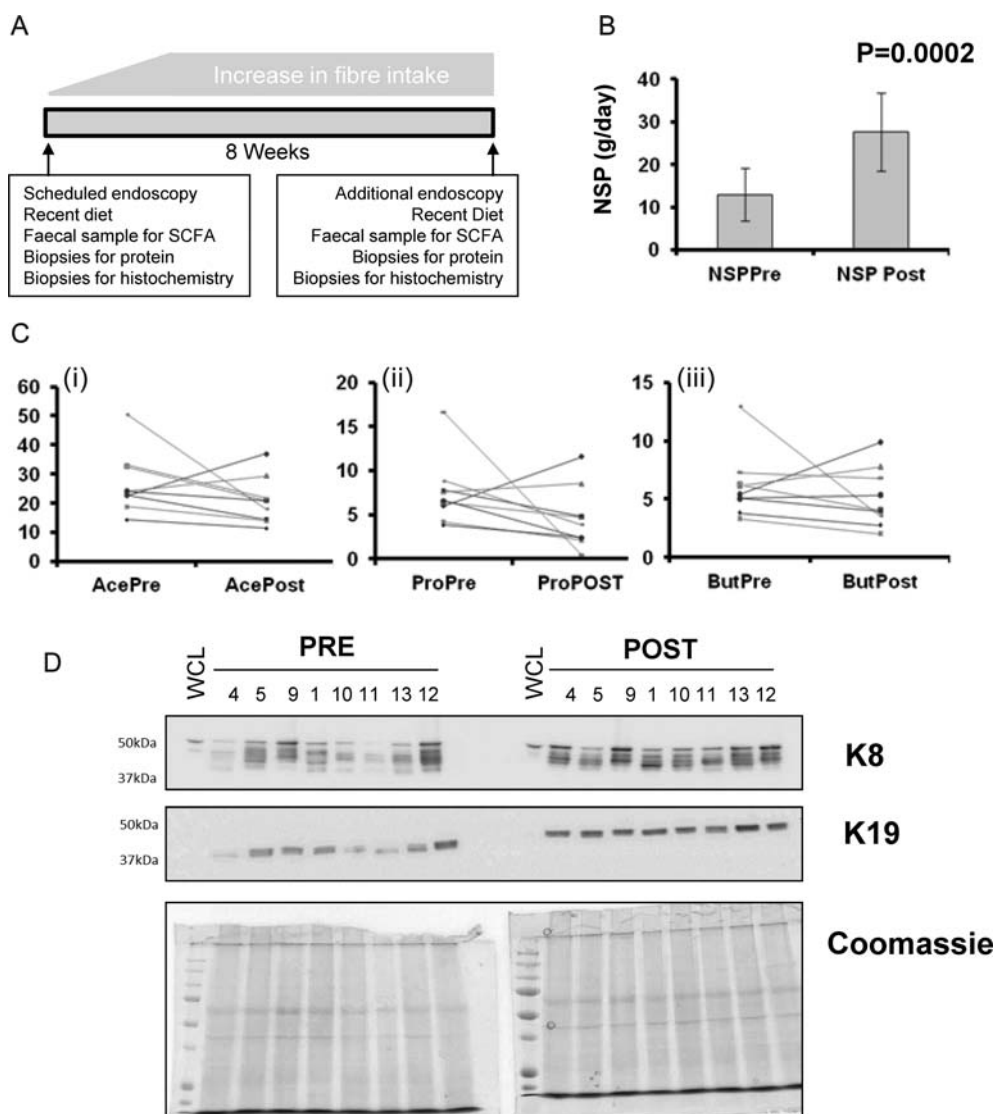 A
Increase in fibre intake
8 Weeks
Scheduled endoscopy
Recent diet
Faecal sample for SCFA
Biopsies for protein
Biopsies for histochemistry
Additional endoscopy
Recent Diet
Faecal sample for SCFA
Biopsies for protein
Biopsies for histochemistry
B
P=0.0002
NSP (g/day)
40
30
20
10
0
NSPPre NSP Post
C
(i)
60
50
40
30
20
10
0
AcePre AcePost
(ii)
20
15
10
5
0
ProPre ProPOST
(iii)
15
10
5
0
ButPre ButPost
D
PRE POST
WCL 4 5 9 1 10 11 13 12 WCL 4 5 9 1 10 11 13 12
50kDa
37kDa
K8
50kDa
37kDa
K19
Coomassie